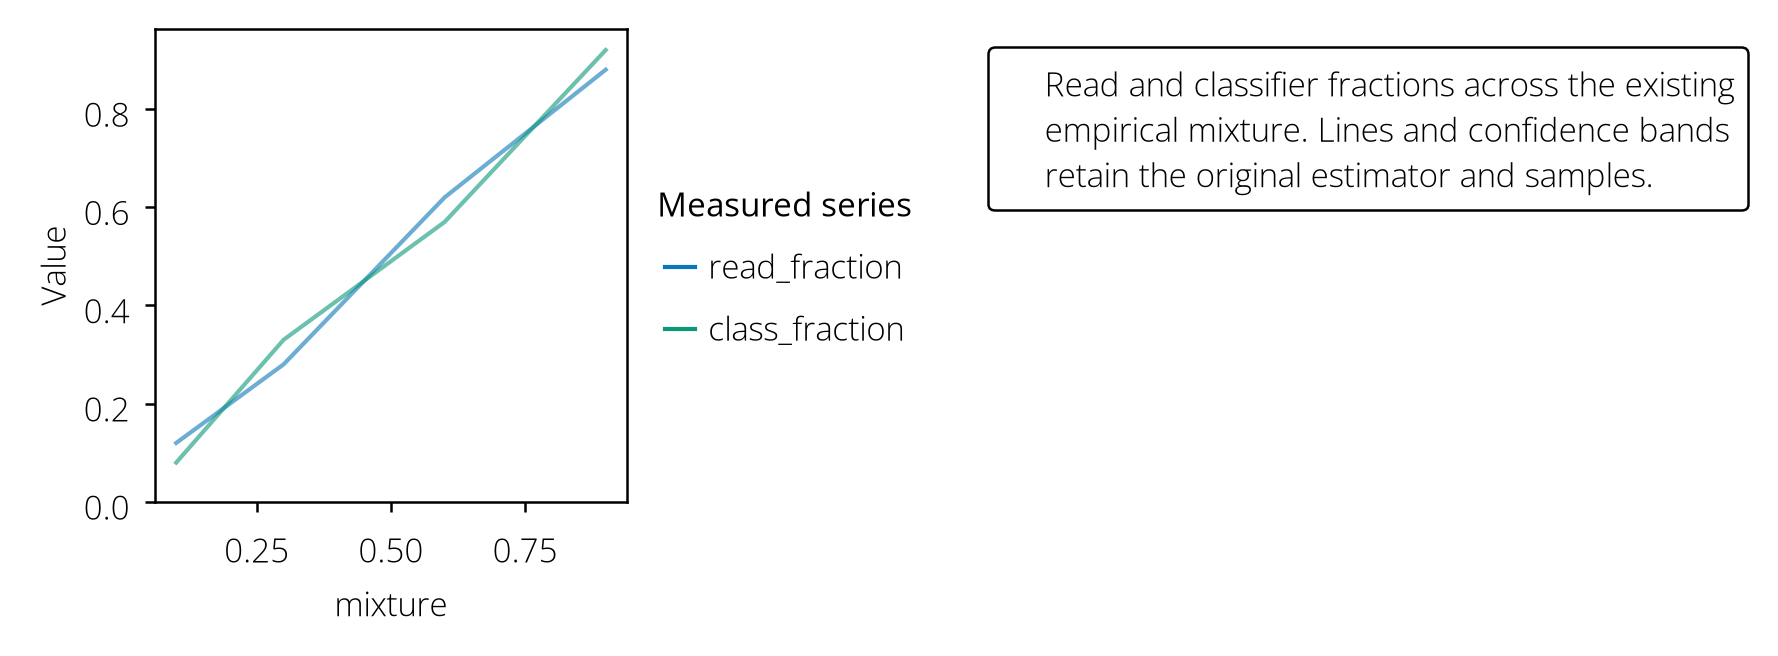 0.8
0.6
0.4
0.2
0.0
Value
0.25 0.50 0.75
mixture
Measured series
read_fraction
class_fraction
Read and classifier fractions across the existing
empirical mixture. Lines and confidence bands
retain the original estimator and samples.